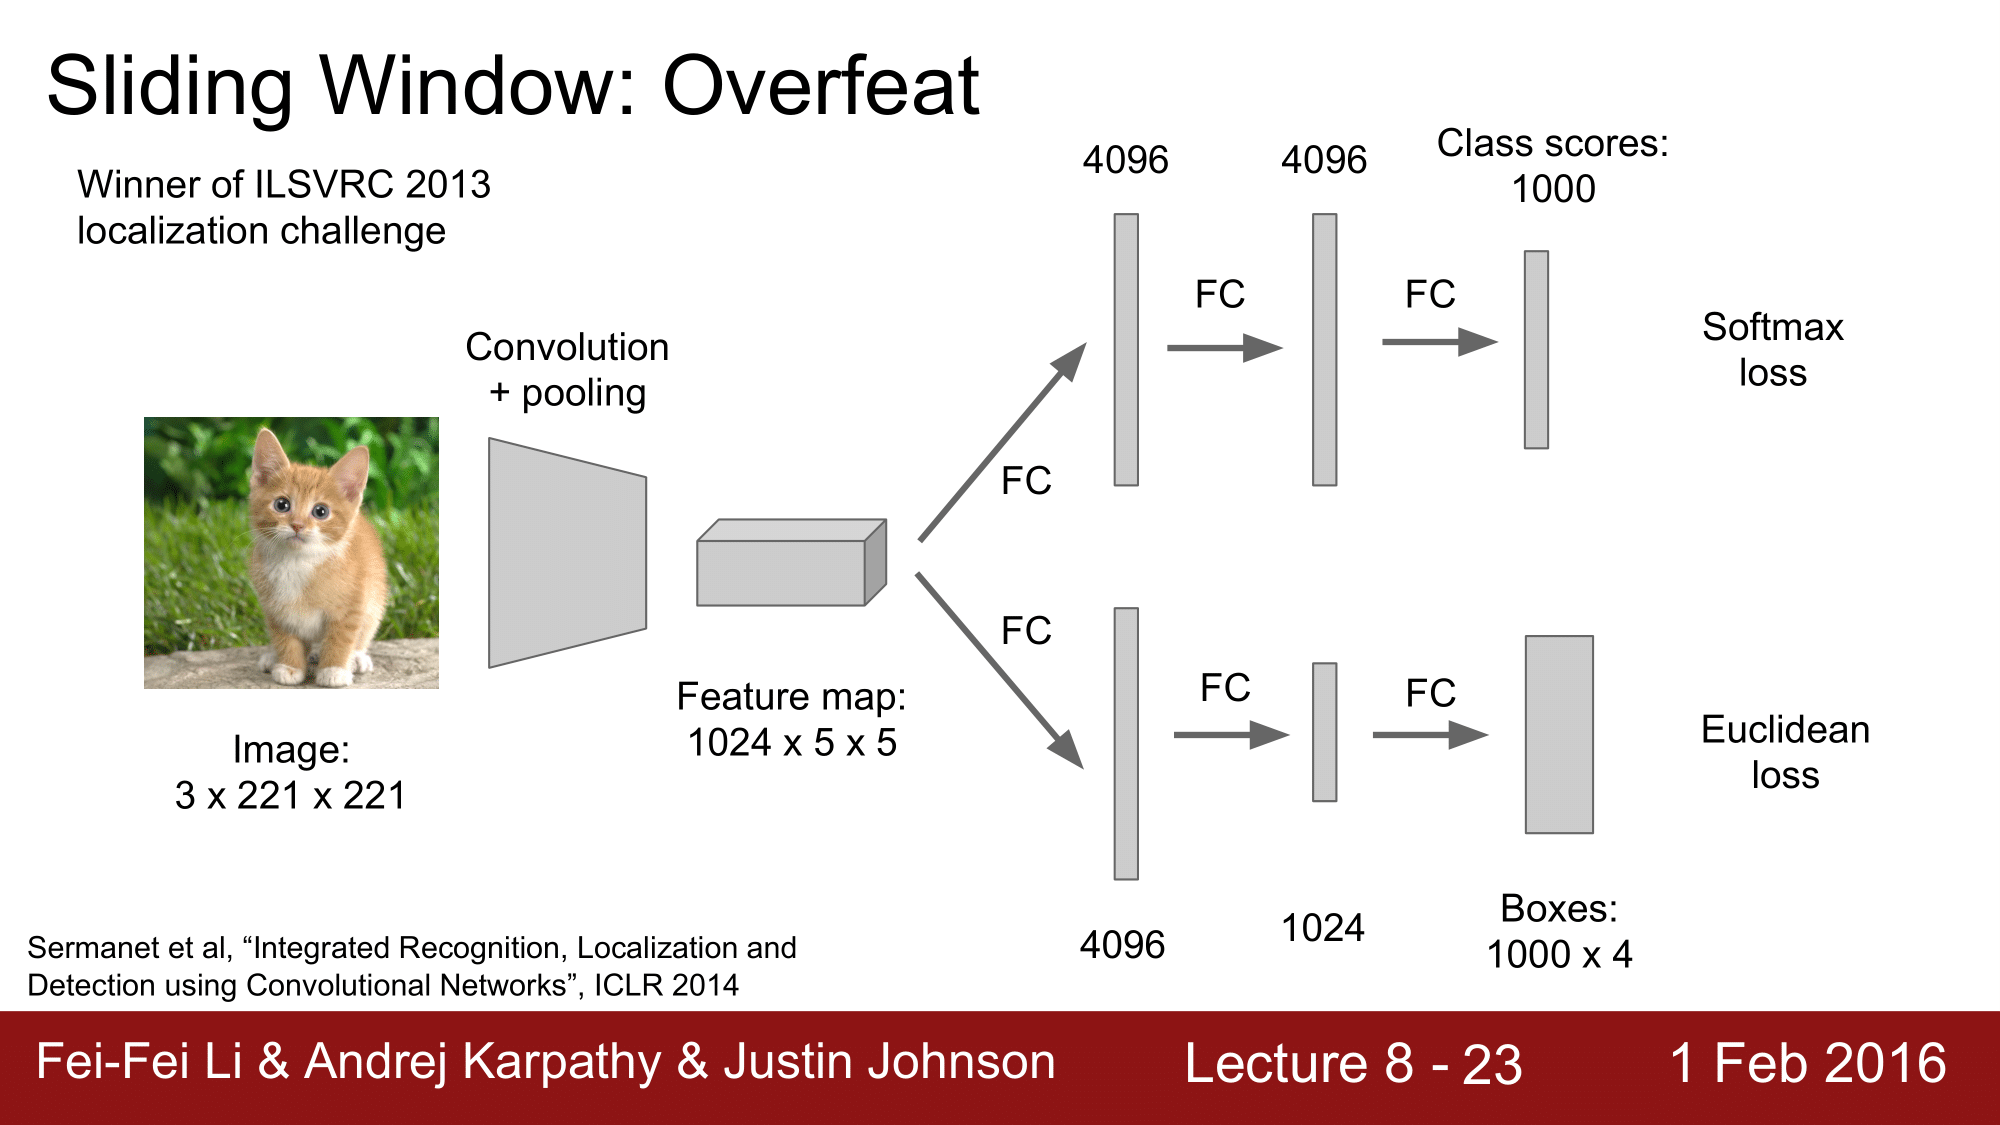 Sliding Window: Overfeat
Winner of ILSVRC 2013
localization challenge
4096
4096
Class scores:
1000
FC
FC
Softmax
loss
Convolution
+ pooling
FC
FC
Feature map:
1024 x 5 x 5
Image:
3 x 221 x 221
FC
FC
Euclidean
loss
4096
1024
Boxes:
1000 x 4
Sermanet et al, “Integrated Recognition, Localization and
Detection using Convolutional Networks”, ICLR 2014
Fei-Fei Li & Andrej Karpathy & Justin Johnson
Lecture 8 - 23
1 Feb 2016